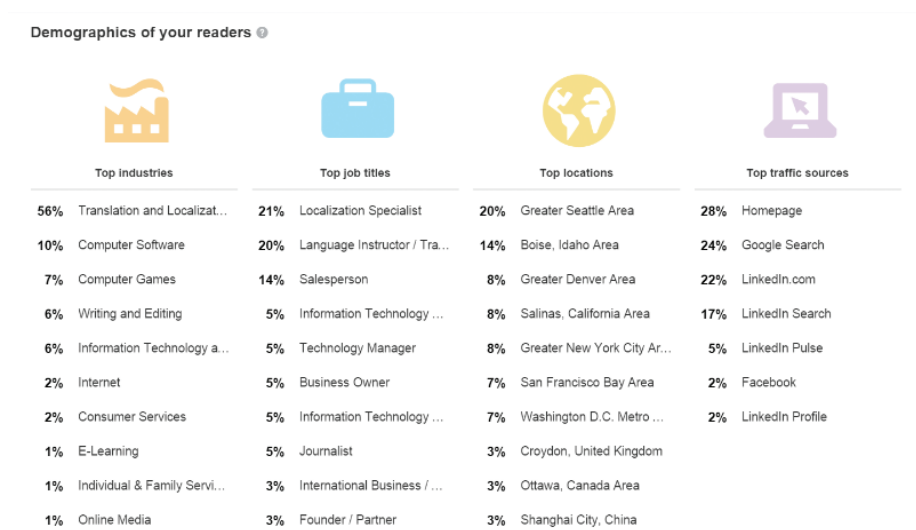 Demographics of your readers
Top industries
56% Translation and Localizat...
10% Computer Software
7% Computer Games
6% Writing and Editing
6% Information Technology a...
2% Internet
2% Consumer Services
1% E-Learning
1% Individual & Family Servi...
1% Online Media
Top job titles
21% Localization Specialist
20% Language Instructor / Tra...
14% Salesperson
5% Information Technology ...
5% Technology Manager
5% Business Owner
5% Information Technology ...
5% Journalist
3% International Business / ...
3% Founder / Partner
Top locations
20% Greater Seattle Area
14% Boise, Idaho Area
8% Greater Denver Area
8% Salinas, California Area
8% Greater New York City Ar...
7% San Francisco Bay Area
7% Washington D.C. Metro ...
3% Croydon, United Kingdom
3% Ottawa, Canada Area
3% Shanghai City, China
Top traffic sources
28% Homepage
24% Google Search
22% LinkedIn.com
17% LinkedIn Search
5% LinkedIn Pulse
2% Facebook
2% LinkedIn Profile